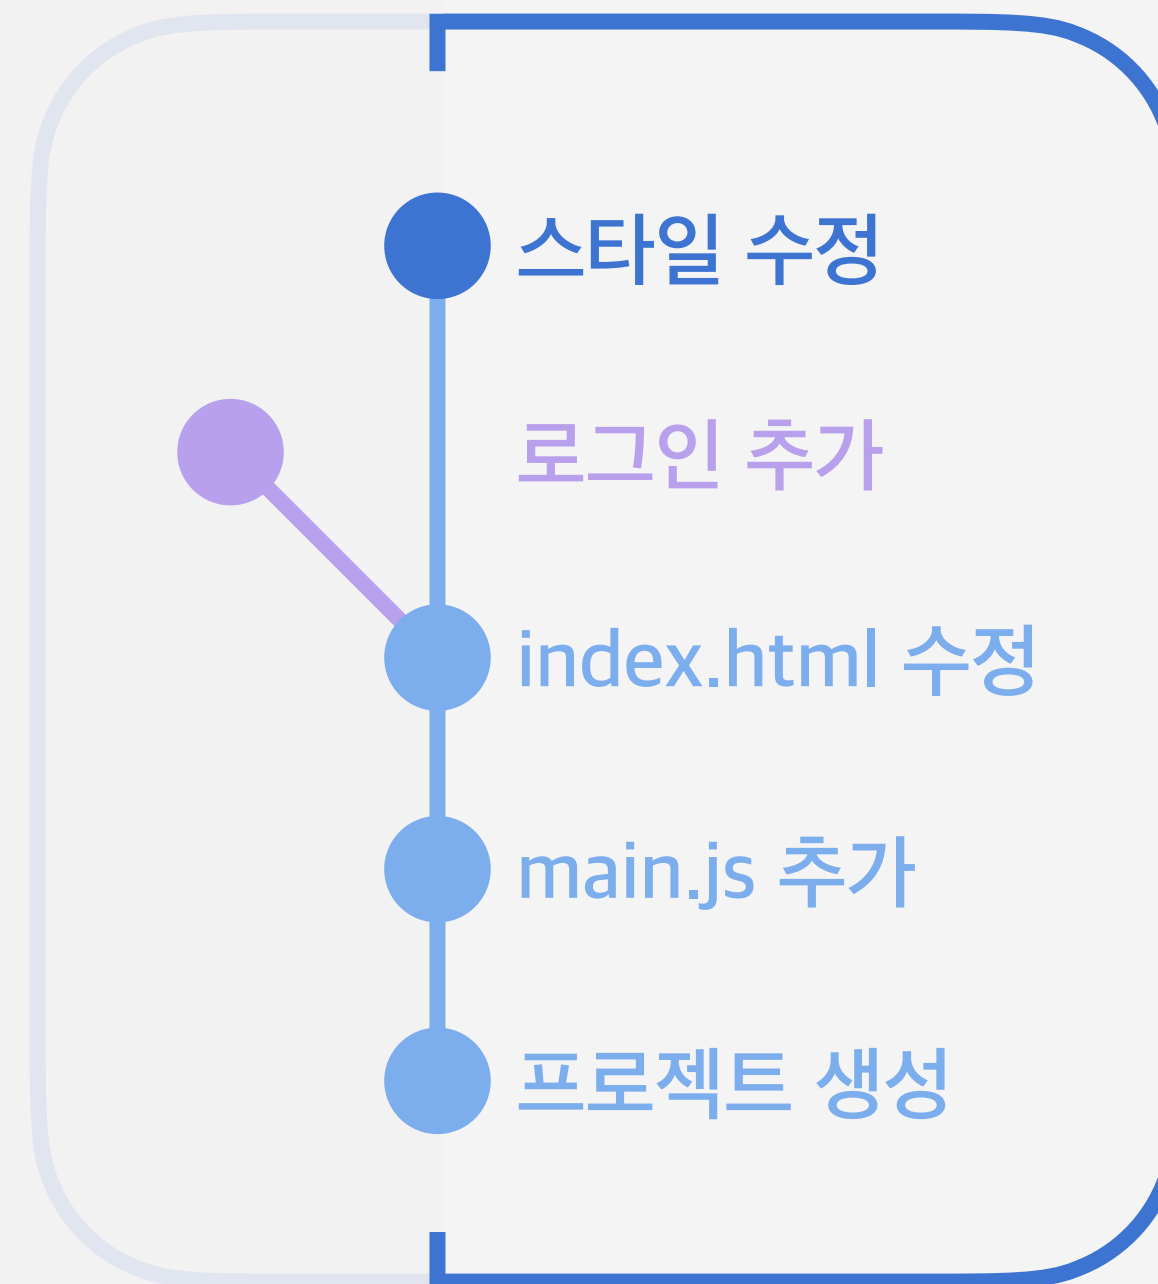 스타일 수정
로그인 추가
index.html 수정
main.js 추가
프로젝트 생성